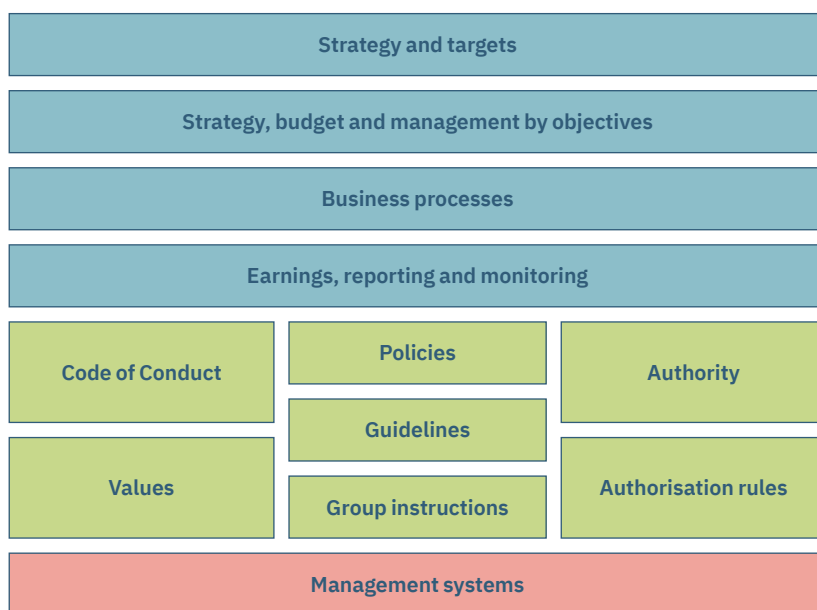 Strategy and targets
Strategy, budget and management by objectives
Business processes
Earnings, reporting and monitoring
Code of Conduct
Values
Policies
Guidelines
Group instructions
Authority
Authorisation rules
Management systems